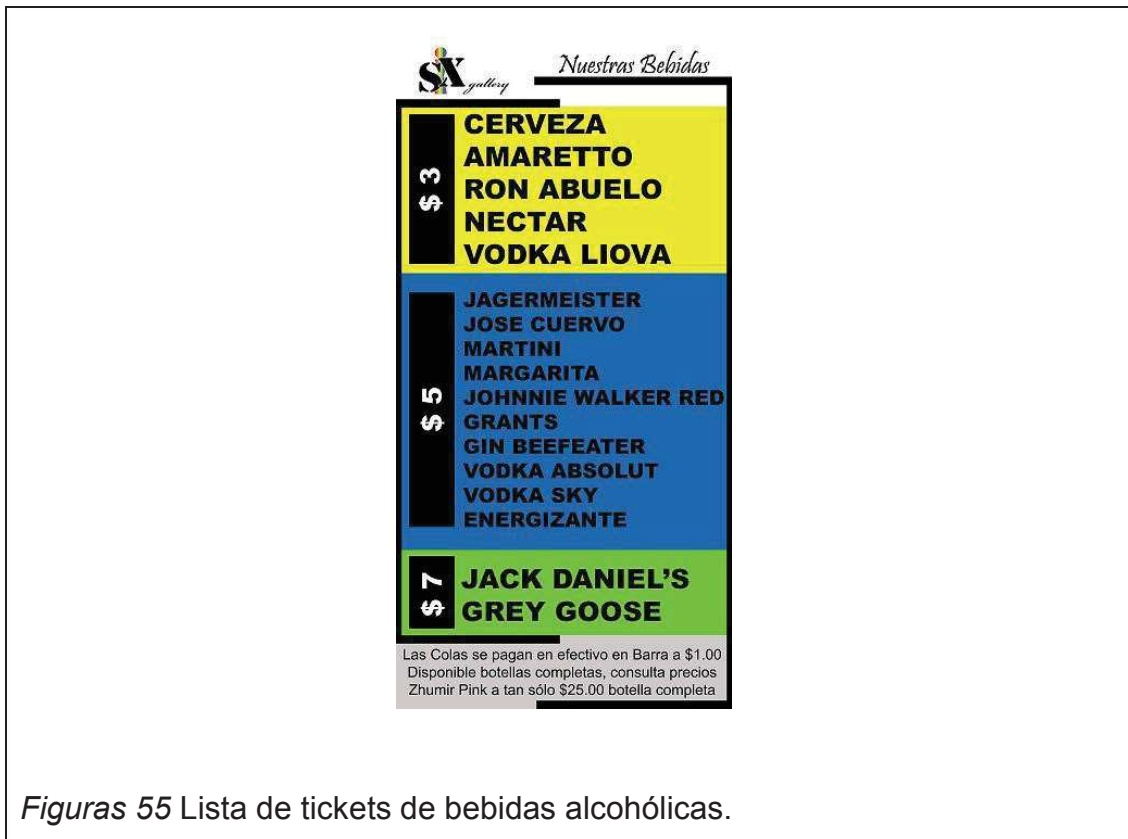 SiX gallery
Nuestras Bebidas
$ 3
CERVEZA
AMARETTO
RON ABUELO
NECTAR
VODKA LIOVA
$ 5
JAGERMEISTER
JOSE CUERVO
MARTINI
MARGARITA
JOHNNIE WALKER RED
GRANTS
GIN BEEFEATER
VODKA ABSOLUT
VODKA SKY
ENERGIZANTE
$ 7
JACK DANIEL'S
GREY GOOSE
Las Colas se pagan en efectivo en Barra a $1.00
Disponible botellas completas, consulta precios
Zhumir Pink a tan sólo $25.00 botella completa
Figuras 55 Lista de tickets de bebidas alcohólicas.